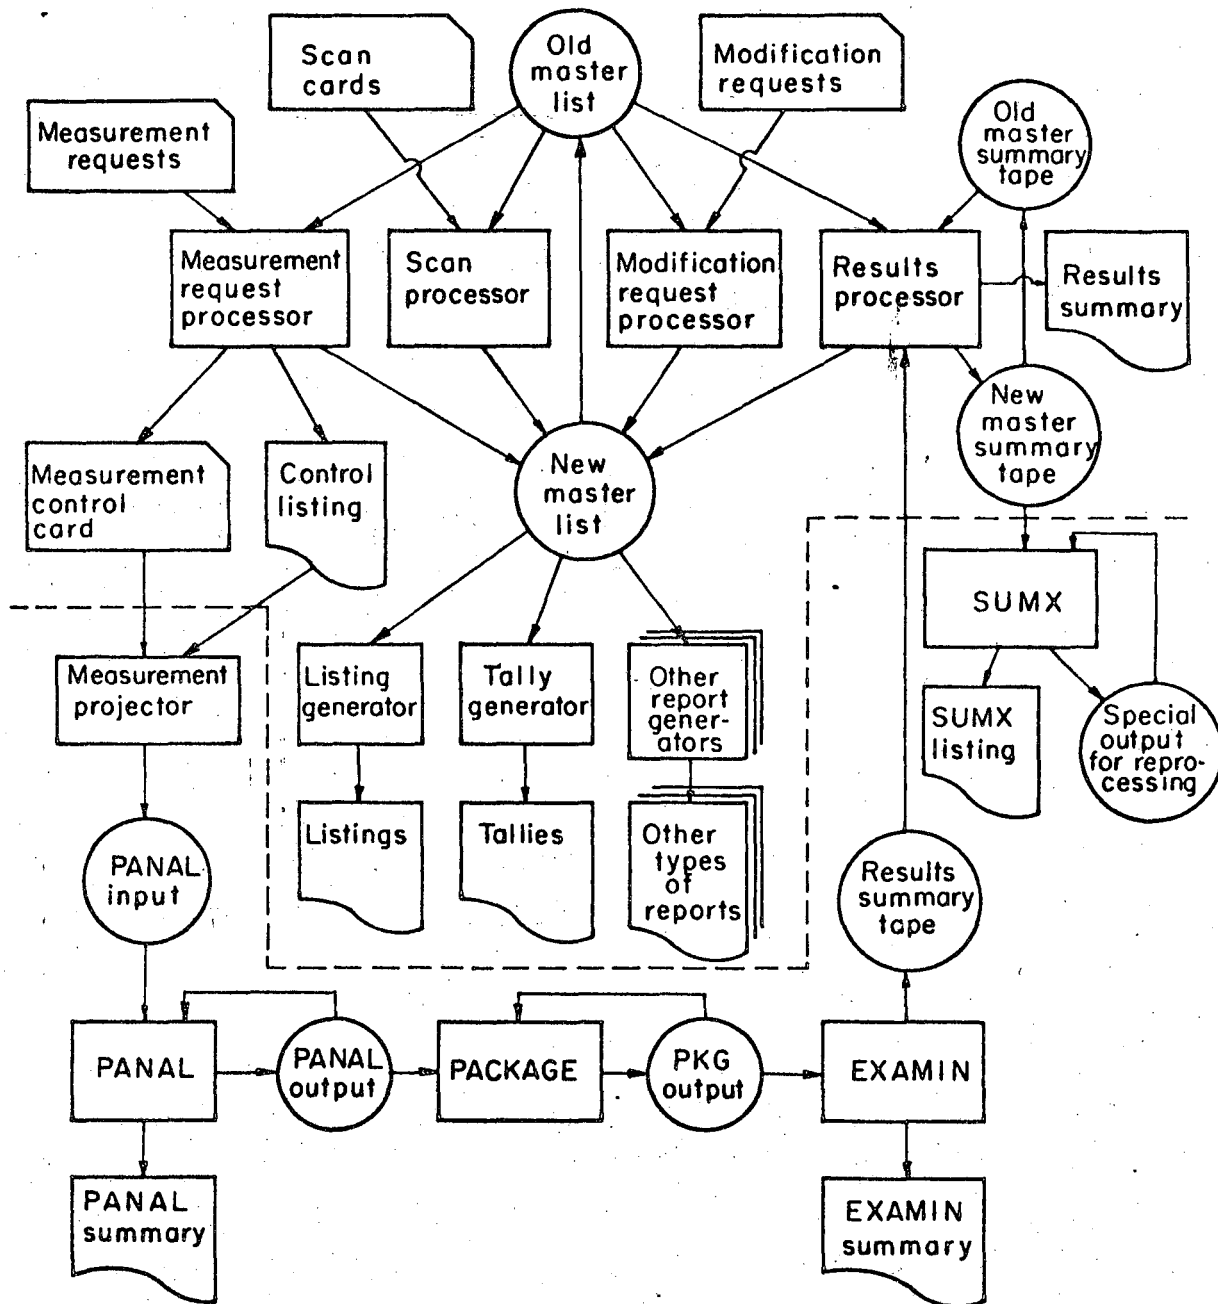 Scan
cards
Old
master
list
Modification
requests
Measurement
requests
Old
master
summary
tape
Measurement
request
processor
Scan
processor
Modification
request
processor
Results
processor
Results
summary
Measurement
control
card
Control
listing
New
master
list
New
master
summary
tape
SUMX
Measurement
projector
Listing
generator
Tally
generator
Other
report
gener-
ators
SUMX
listing
Special
output
for repro-
cessing
PANAL
input
Listings
Tallies
Other
types
of
reports
Results
summary
tape
PANAL
PANAL
output
PACKAGE
PKG
output
EXAMIN
PANAL
summary
EXAMIN
summary